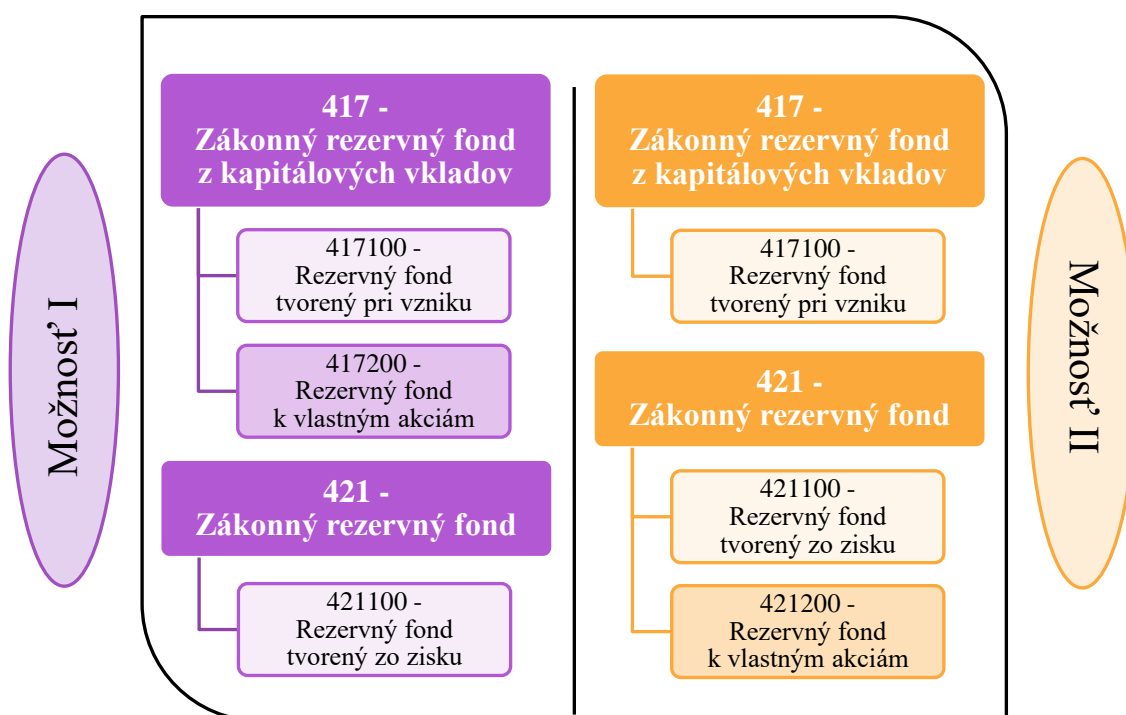 Možnosť I
417 -
Zákonný rezervný fond
z kapitálových vkladov
417100 -
Rezervný fond
tvorený pri vzniku
417200 -
Rezervný fond
k vlastným akciám
421 -
Zákonný rezervný fond
421100 -
Rezervný fond
tvorený zo zisku
417 -
Zákonný rezervný fond
z kapitálových vkladov
417100 -
Rezervný fond
tvorený pri vzniku
421 -
Zákonný rezervný fond
421100 -
Rezervný fond
tvorený zo zisku
421200 -
Rezervný fond
k vlastným akciám
Možnosť II